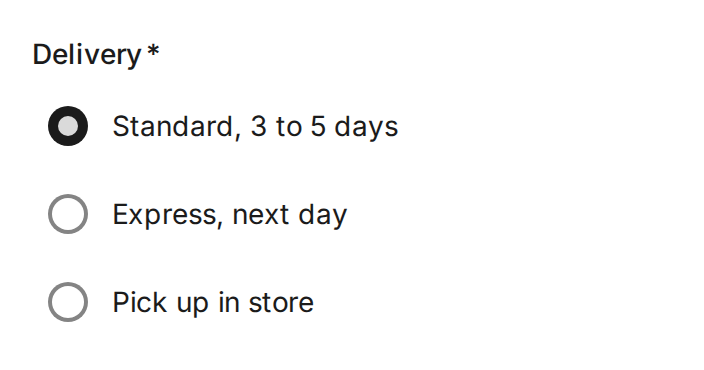 Delivery*
Standard, 3 to 5 days
Express, next day
Pick up in store